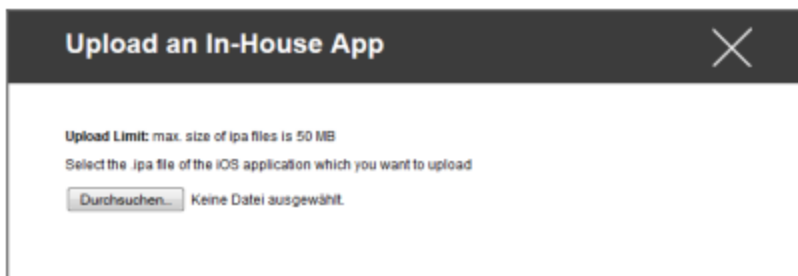 Upload an In-House App
Upload Limit: max. size of ipa files is 50 MB
Select the .ipa file of the iOS application which you want to upload
Durchsuchen... Keine Datei ausgewählt.